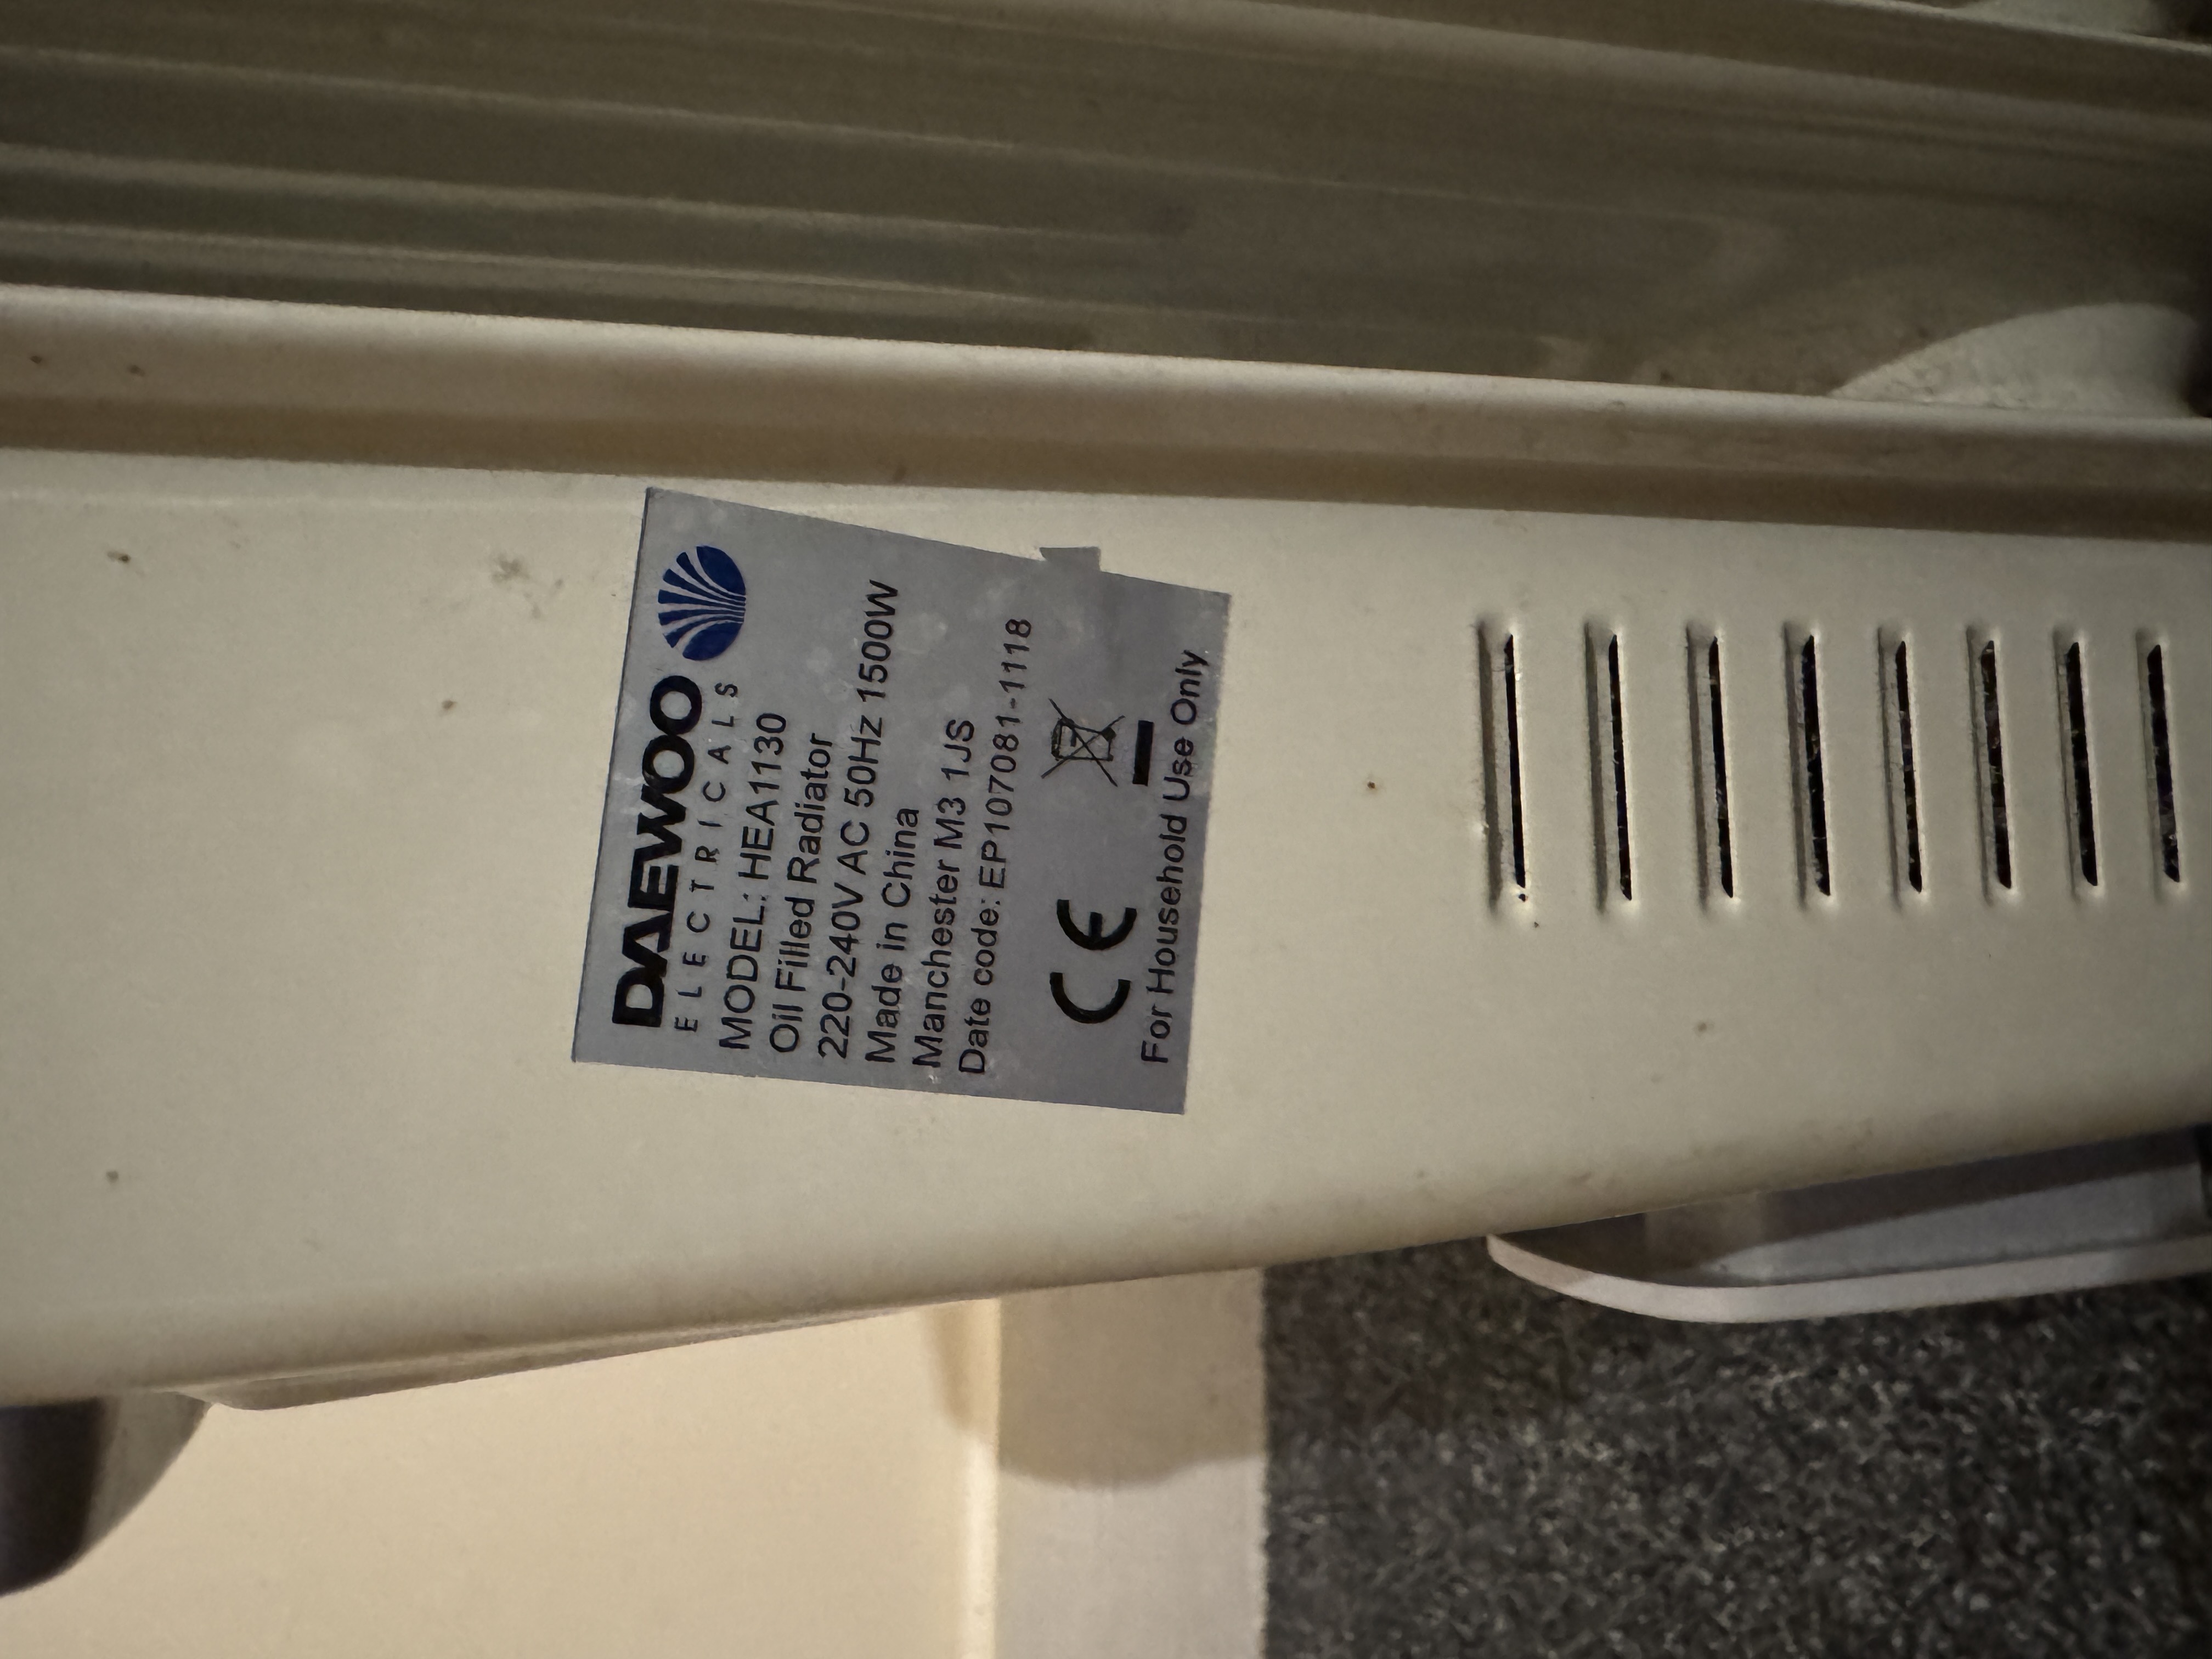 DAEWOO
ELECTRICALS
MODEL: HEA1130
Oil Filled Radiator
220-240V AC 50Hz 1500W
Made in China
Manchester M3 1JS
Date code: EP107081-1118
CE
For Household Use Only